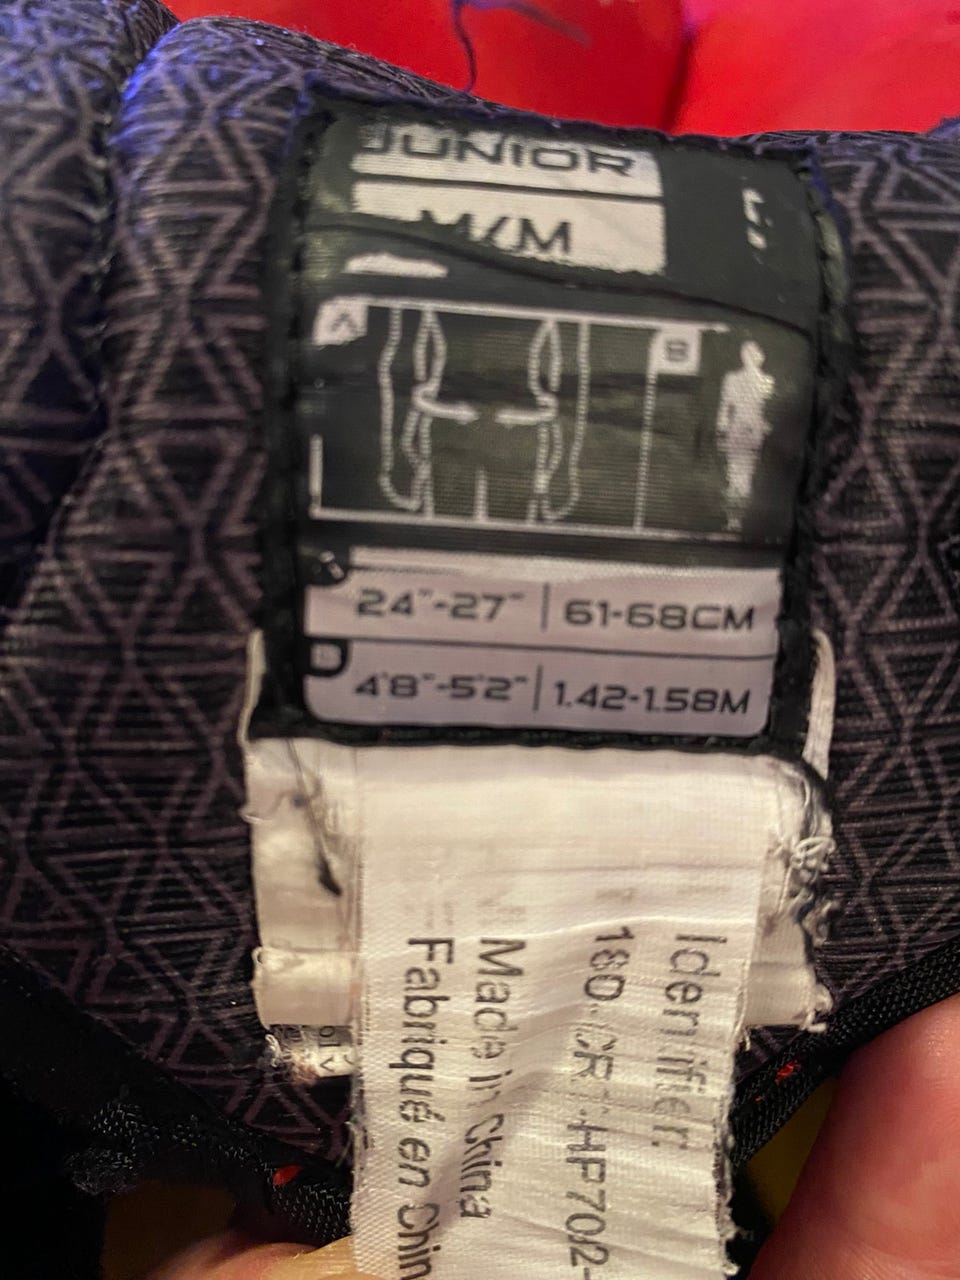 JUNIOR
M/M
A
B
24"-27" | 61-68CM
B
4'8"-5'2" | 1.42-1.58M
Identifier:
Made in China
Fabriqué en Chin